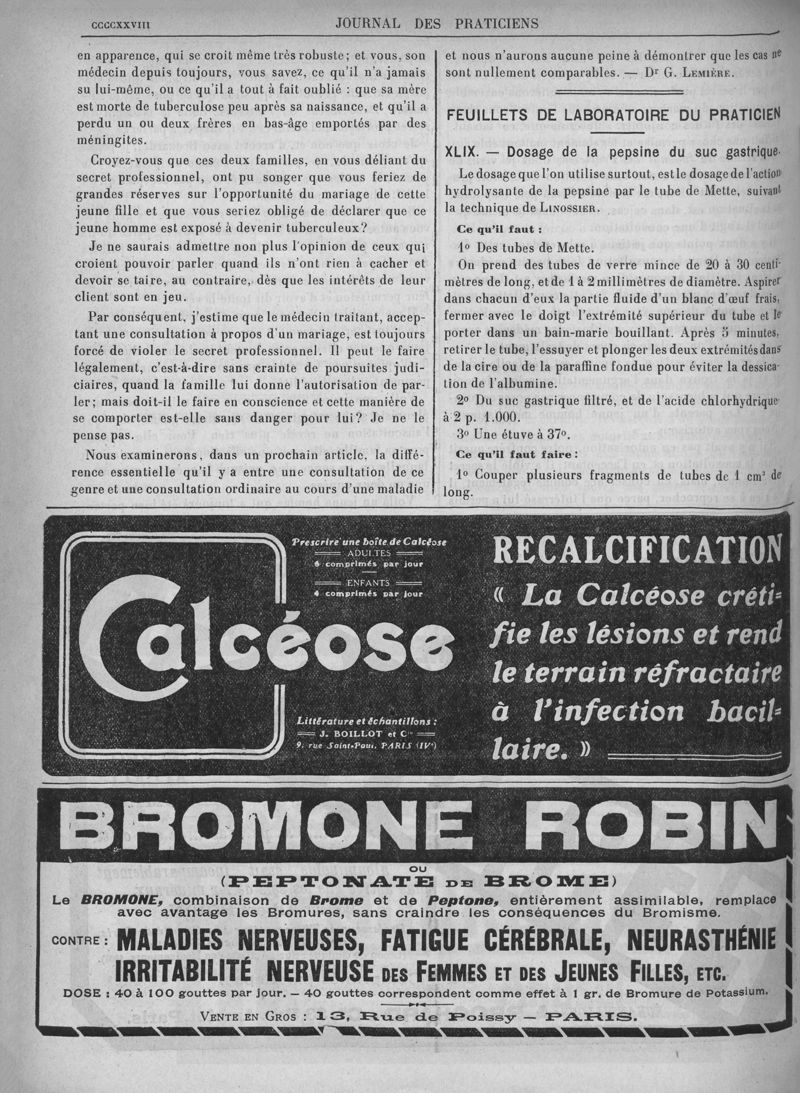 CCCCXXVIII
JOURNAL DES PRATICIENS
en apparence, qui se croit même très robuste; et vous, son
médecin depuis toujours, vous savez, ce qu'il n'a jamais
su lui-même, ou ce qu'il a tout à fait oublié : que sa mère
est morte de tuberculose peu après sa naissance, et qu'il a
perdu un ou deux frères en bas-âge emportés par des
méningites.
Croyez-vous que ces deux familles, en vous déliant du
secret professionnel, ont pu songer que vous feriez de
grandes réserves sur l'opportunité du mariage de cette
jeune fille et que vous seriez obligé de déclarer que ce
jeune homme est exposé à devenir tuberculeux?
Je ne saurais admettre non plus l'opinion de ceux qui
croient pouvoir parler quand ils n'ont rien à cacher et
devoir se taire, au contraire, dès que les intérêts de leur
client sont en jeu.
Par conséquent, j'estime que le médecin traitant, accep-
tant une consultation à propos d'un mariage, est toujours
forcé de violer le secret professionnel. Il peut le faire
légalement, c'est-à-dire sans crainte de poursuites judi-
ciaires, quand la famille lui donne l'autorisation de par-
ler; mais doit-il le faire en conscience et cette manière de
se comporter est-elle sans danger pour lui? Je ne le
pense pas.
Nous examinerons, dans un prochain article, la diffé-
rence essentielle qu'il y a entre une consultation de ce
genre et une consultation ordinaire au cours d'une maladie
et nous n'aurons aucune peine à démontrer que les cas ne
sont nullement comparables. — Dr G. LEMIÈRE.
FEUILLETS DE LABORATOIRE DU PRATICIEN
XLIX. — Dosage de la pepsine du suc gastrique.
Le dosage que l'on utilise surtout, est le dosage de l'action
hydrolysante de la pepsine par le tube de Mette, suivant
la technique de LINOSSIER.
Ce qu'il faut :
1º Des tubes de Mette.
On prend des tubes de verre mince de 20 à 30 centi-
mètres de long, et de 1 à 2 millimètres de diamètre. Aspirer
dans chacun d'eux la partie fluide d'un blanc d'œuf frais,
fermer avec le doigt l'extrémité supérieur du tube et le
porter dans un bain-marie bouillant. Après 5 minutes,
retirer le tube, l'essuyer et plonger les deux extrémités dans
de la cire ou de la paraffine fondue pour éviter la dessica-
tion de l'albumine.
2º Du suc gastrique filtré, et de l'acide chlorhydrique
à 2 p. 1.000.
3º Une étuve à 37º.
Ce qu'il faut faire :
1º Couper plusieurs fragments de tubes de 1 cm³ de
long.
Calcéose
Prescrire une boîte de Calcéose
ADULTES
6 comprimés par jour
ENFANTS
4 comprimés par jour
Littérature et échantillons :
J. BOILLOT et Cie
9, rue Saint-Paul, PARIS (IVe)
RECALCIFICATION
« La Calcéose créti-
fie les lésions et rend
le terrain réfractaire
à l'infection bacil-
laire. »
BROMONE ROBIN
OU
(PEPTONATE DE BROME)
Le BROMONE, combinaison de Brome et de Peptone, entièrement assimilable, remplace
avec avantage les Bromures, sans craindre les conséquences du Bromisme.
CONTRE : MALADIES NERVEUSES, FATIGUE CÉRÉBRALE, NEURASTHÉNIE
IRRITABILITÉ NERVEUSE DES FEMMES ET DES JEUNES FILLES, ETC.
DOSE : 40 à 100 gouttes par jour. — 40 gouttes correspondent comme effet à 1 gr. de Bromure de Potassium.
VENTE EN GROS : 13, Rue de Poissy — PARIS.